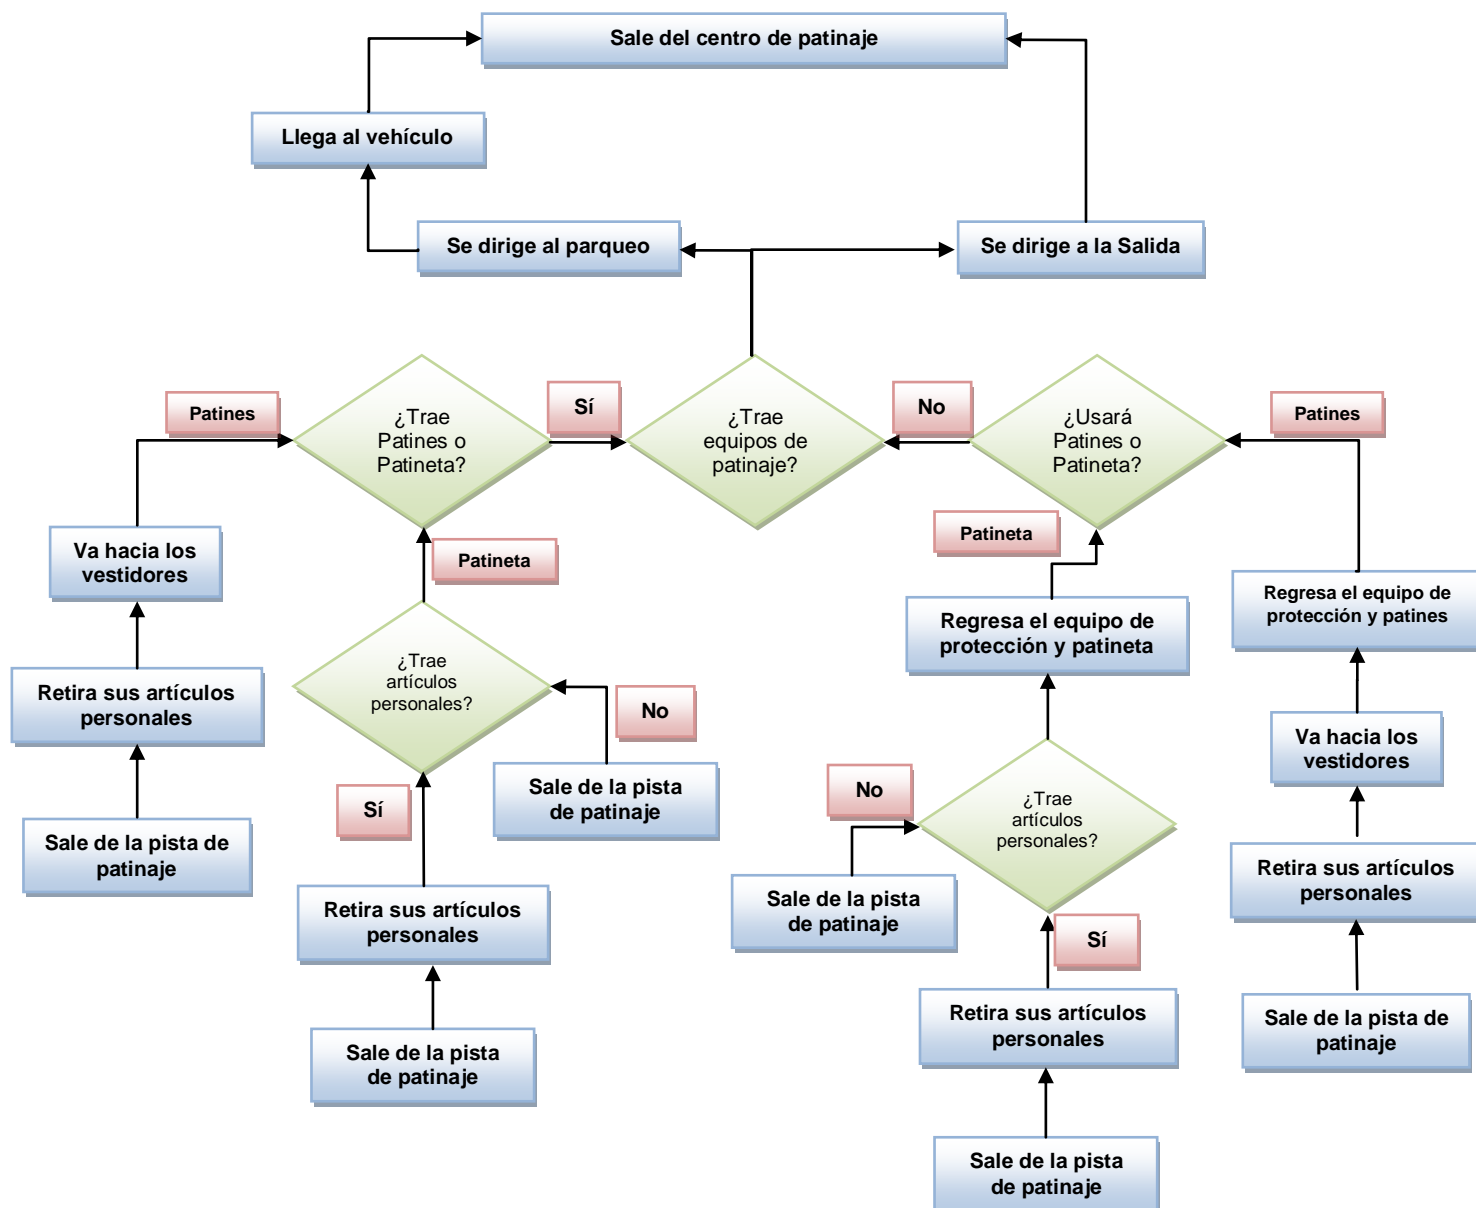 Sale del centro de patinaje
Llega al vehículo
Se dirige al parqueo
Se dirige a la Salida
Patines
¿Trae
Patines o
Patineta?
Sí
¿Trae
equipos de
patinaje?
No
¿Usará
Patines o
Patineta?
Patines
Va hacia los
vestidores
Patineta
Patineta
Regresa el equipo de
protección y patineta
Regresa el equipo de
protección y patines
Retira sus artículos
personales
¿Trae
artículos
personales?
No
Va hacia los
vestidores
Sale de la pista de
patinaje
Sí
Sale de la pista
de patinaje
No
¿Trae
artículos
personales?
Retira sus artículos
personales
Retira sus artículos
personales
Sale de la pista
de patinaje
Sí
Sale de la pista
de patinaje
Retira sus artículos
personales
Sale de la pista de
patinaje
Sale de la pista
de patinaje